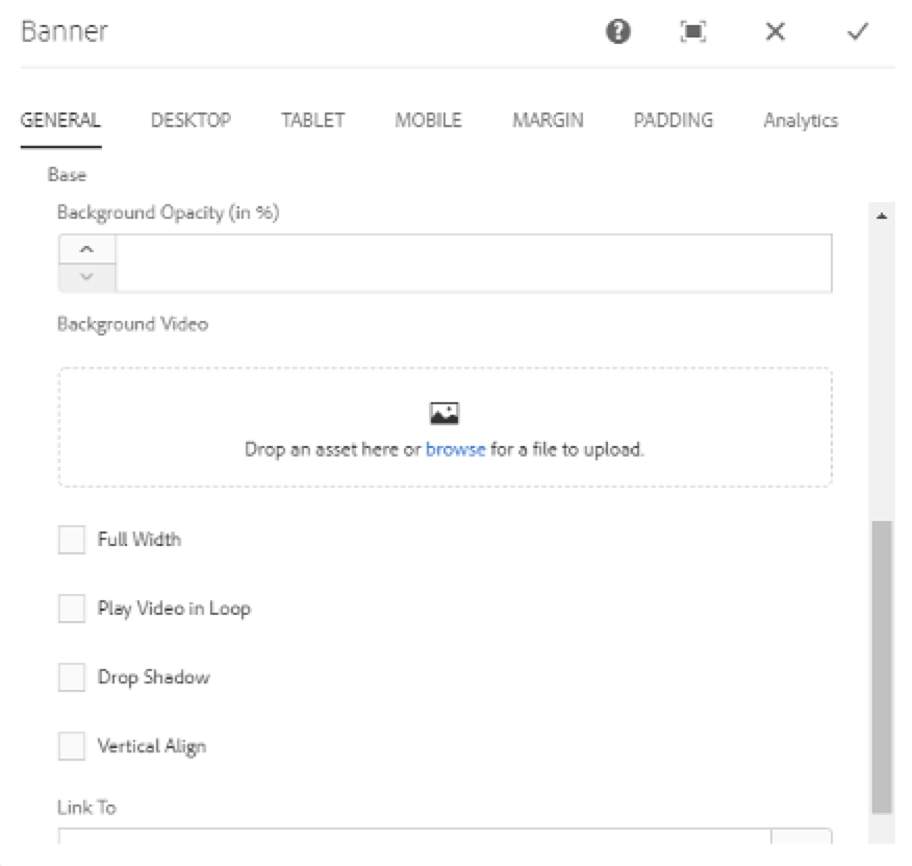 Banner
GENERAL DESKTOP TABLET MOBILE MARGIN PADDING Analytics
Base
Background Opacity (in %)
Background Video
Drop an asset here or browse for a file to upload.
Full Width
Play Video in Loop
Drop Shadow
Vertical Align
Link To